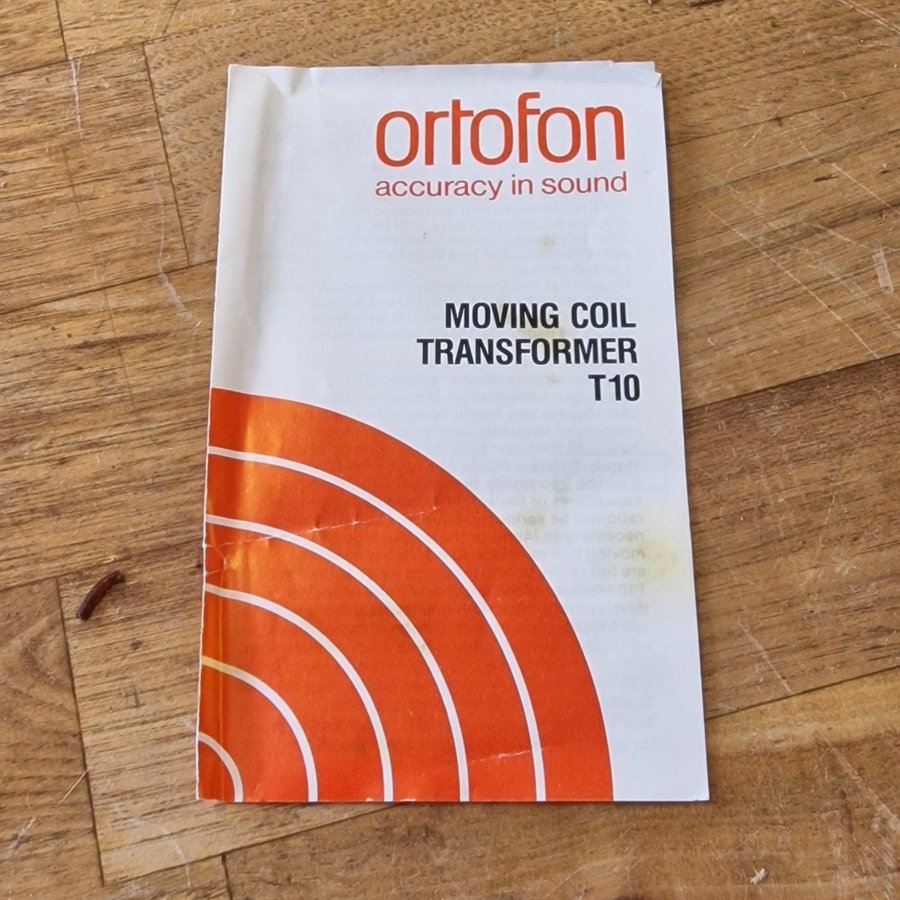 ortofon
accuracy in sound
MOVING COIL
TRANSFORMER
T10